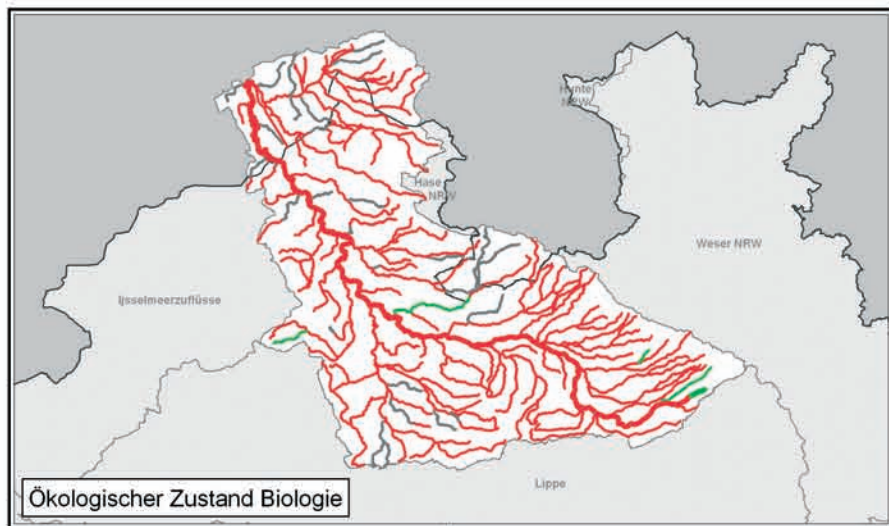 Hunte
NRW
Hase
NRW
Weser NRW
Ijsselmeerzuflüsse
Lippe
Ökologischer Zustand Biologie